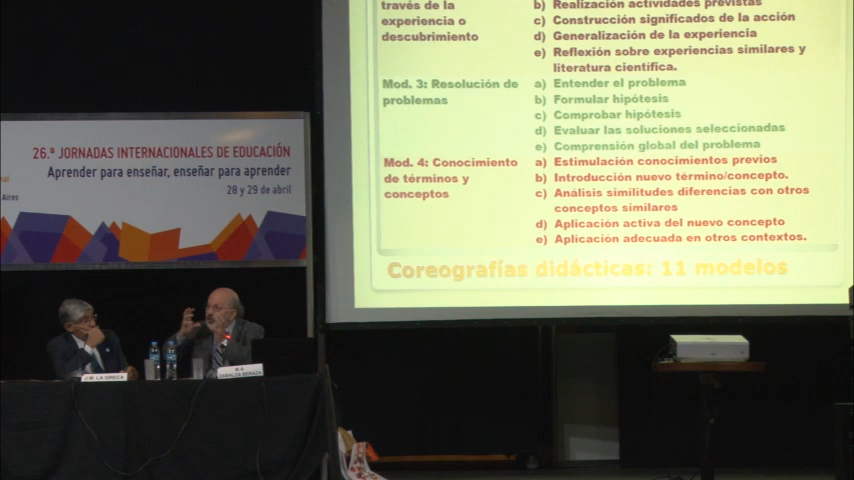 26.º JORNADAS INTERNACIONALES DE EDUCACIÓN
Aprender para enseñar, enseñar para aprender
28 y 29 de abril
Aires
J.M. LA GRECA
M.A.
ZABALZA BERAZA
través de la
experiencia o
descubrimiento
b) Realización actividades previstas
c) Construcción significados de la acción
d) Generalización de la experiencia
e) Reflexión sobre experiencias similares y
literatura científica.
Mod. 3: Resolución de
problemas
a) Entender el problema
b) Formular hipótesis
c) Comprobar hipótesis
d) Evaluar las soluciones seleccionadas
e) Comprensión global del problema
Mod. 4: Conocimiento
de términos y
conceptos
a) Estimulación conocimientos previos
b) Introducción nuevo término/concepto.
c) Análisis similitudes diferencias con otros
conceptos similares
d) Aplicación activa del nuevo concepto
e) Aplicación adecuada en otros contextos.
Coreografías didácticas: 11 modelos